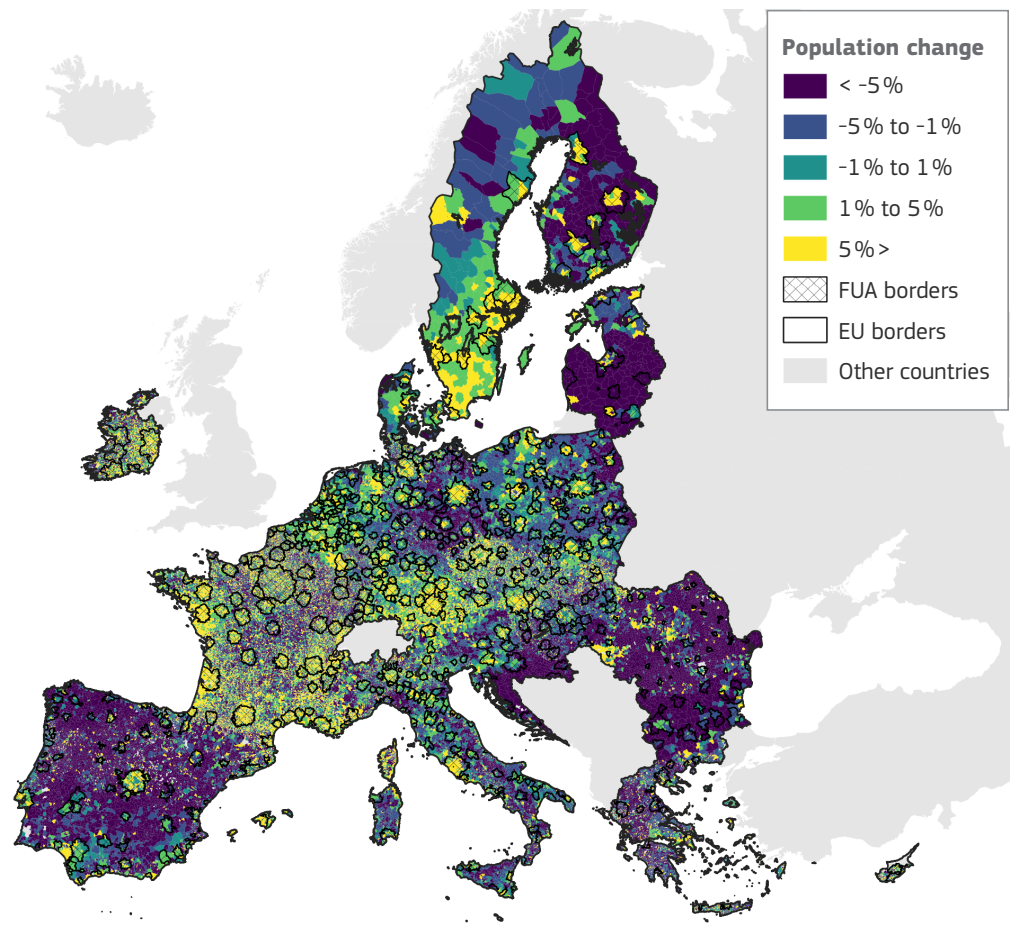 Population change
< -5%
-5% to -1%
-1% to 1%
1% to 5%
5%>
FUA borders
EU borders
Other countries